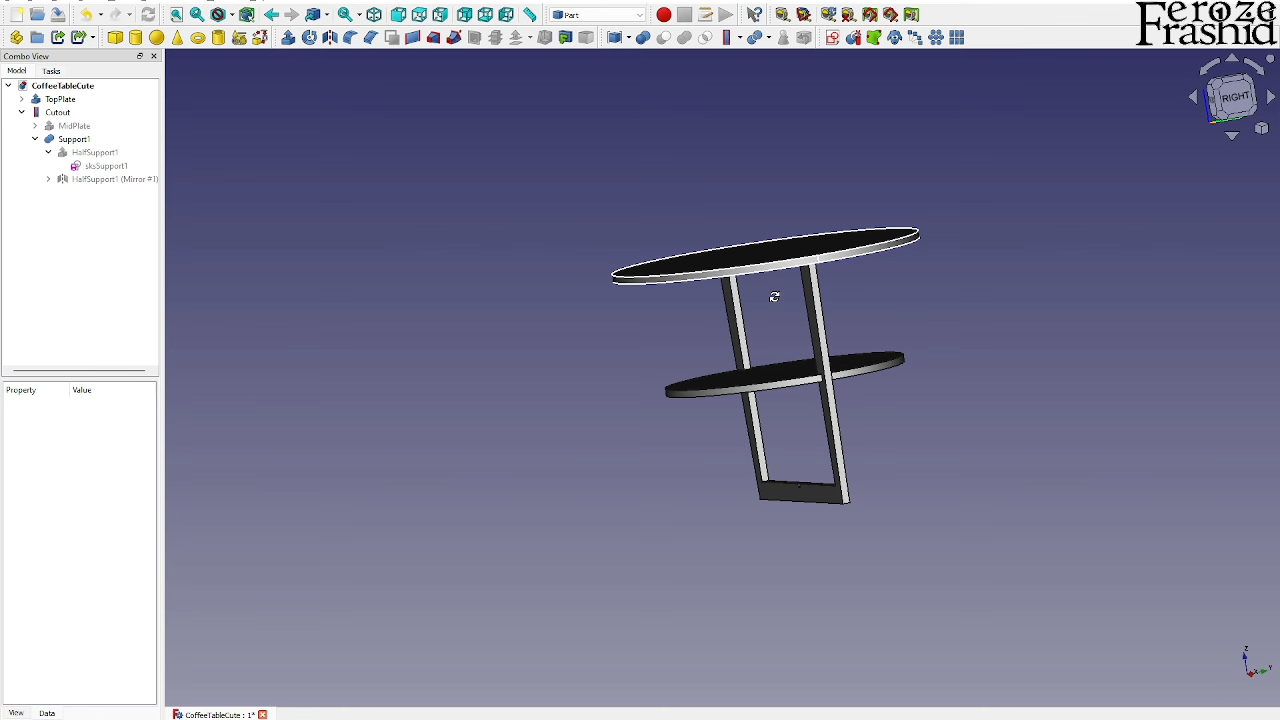 Part
Feroze
Frashid
Combo View
Model Tasks
CoffeeTableCute
TopPlate
Cutout
MidPlate
Support1
HalfSupport1
sksSupport1
HalfSupport1 (Mirror #1)
RIGHT
Property Value
Z
Y
X
View Data
CoffeeTableCute : 1*